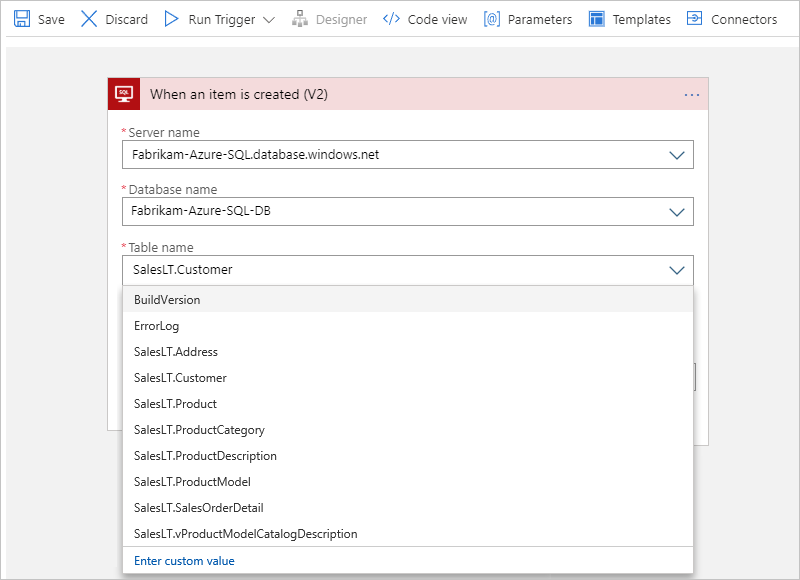 Save Discard Run Trigger Designer Code view Parameters Templates Connectors
SQL
When an item is created (V2)
* Server name
Fabrikam-Azure-SQL.database.windows.net
* Database name
Fabrikam-Azure-SQL-DB
* Table name
SalesLT.Customer
BuildVersion
ErrorLog
SalesLT.Address
SalesLT.Customer
SalesLT.Product
SalesLT.ProductCategory
SalesLT.ProductDescription
SalesLT.ProductModel
SalesLT.SalesOrderDetail
SalesLT.vProductModelCatalogDescription
Enter custom value